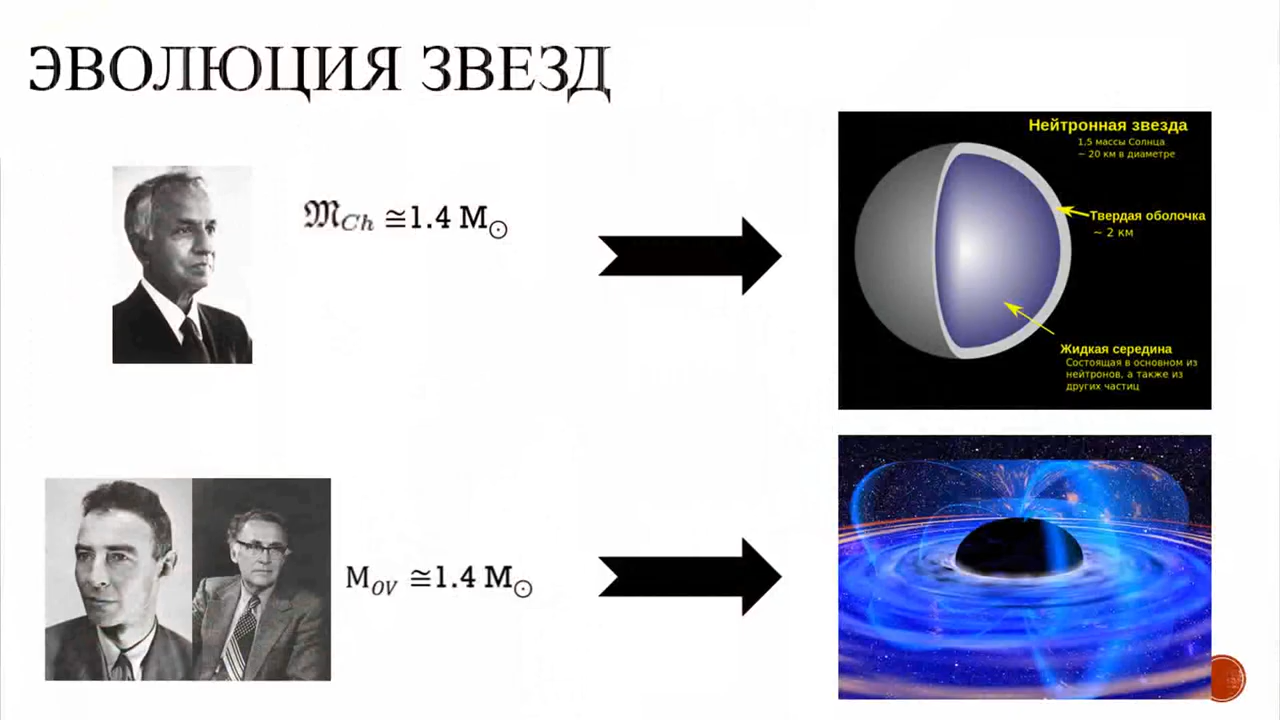 ЭВОЛЮЦИЯ ЗВЕЗД
𝔐Ch ≅1.4 M⊙
Нейтронная звезда
1,5 массы Солнца
~ 20 км в диаметре
Твердая оболочка
~ 2 км
Жидкая середина
Состоящая в основном из
нейтронов, а также из
других частиц
MOV ≅1.4 M⊙